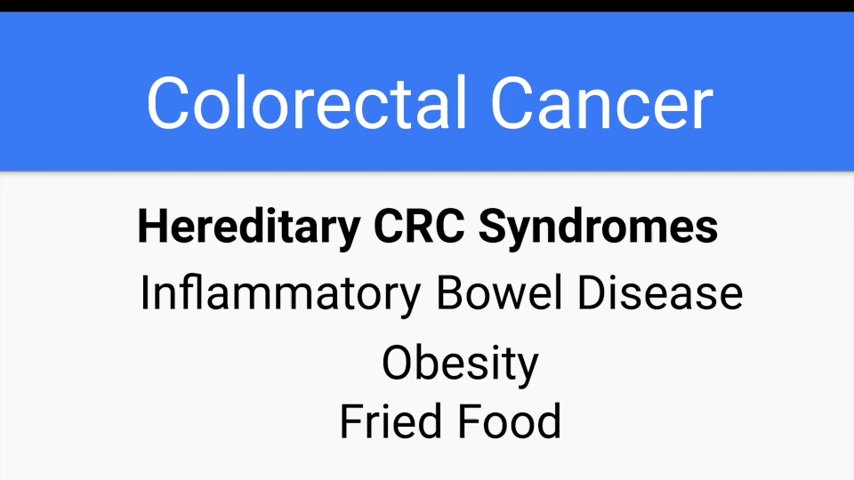 Colorectal Cancer
Hereditary CRC Syndromes
Inflammatory Bowel Disease
Obesity
Fried Food